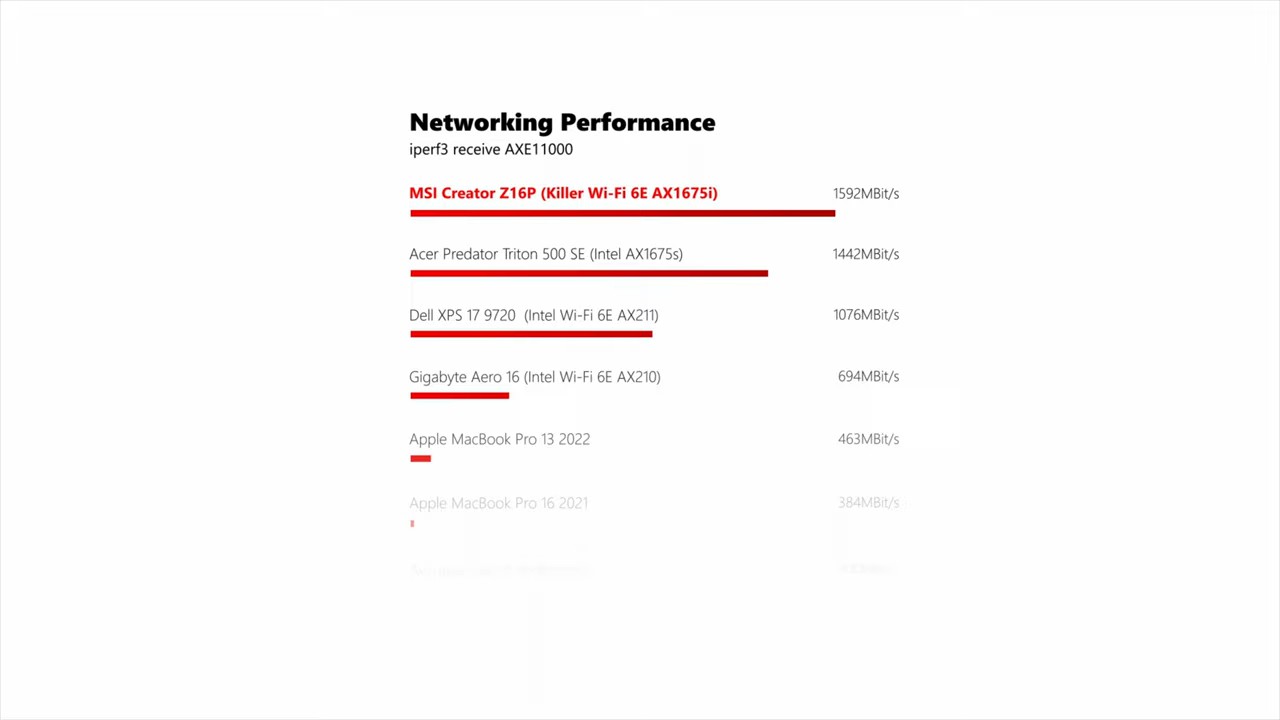 Networking Performance
iperf3 receive AXE11000
MSI Creator Z16P (Killer Wi-Fi 6E AX1675i) 1592MBit/s
Acer Predator Triton 500 SE (Intel AX1675s) 1442MBit/s
Dell XPS 17 9720 (Intel Wi-Fi 6E AX211) 1076MBit/s
Gigabyte Aero 16 (Intel Wi-Fi 6E AX210) 694MBit/s
Apple MacBook Pro 13 2022 463MBit/s
Apple MacBook Pro 16 2021 384MBit/s